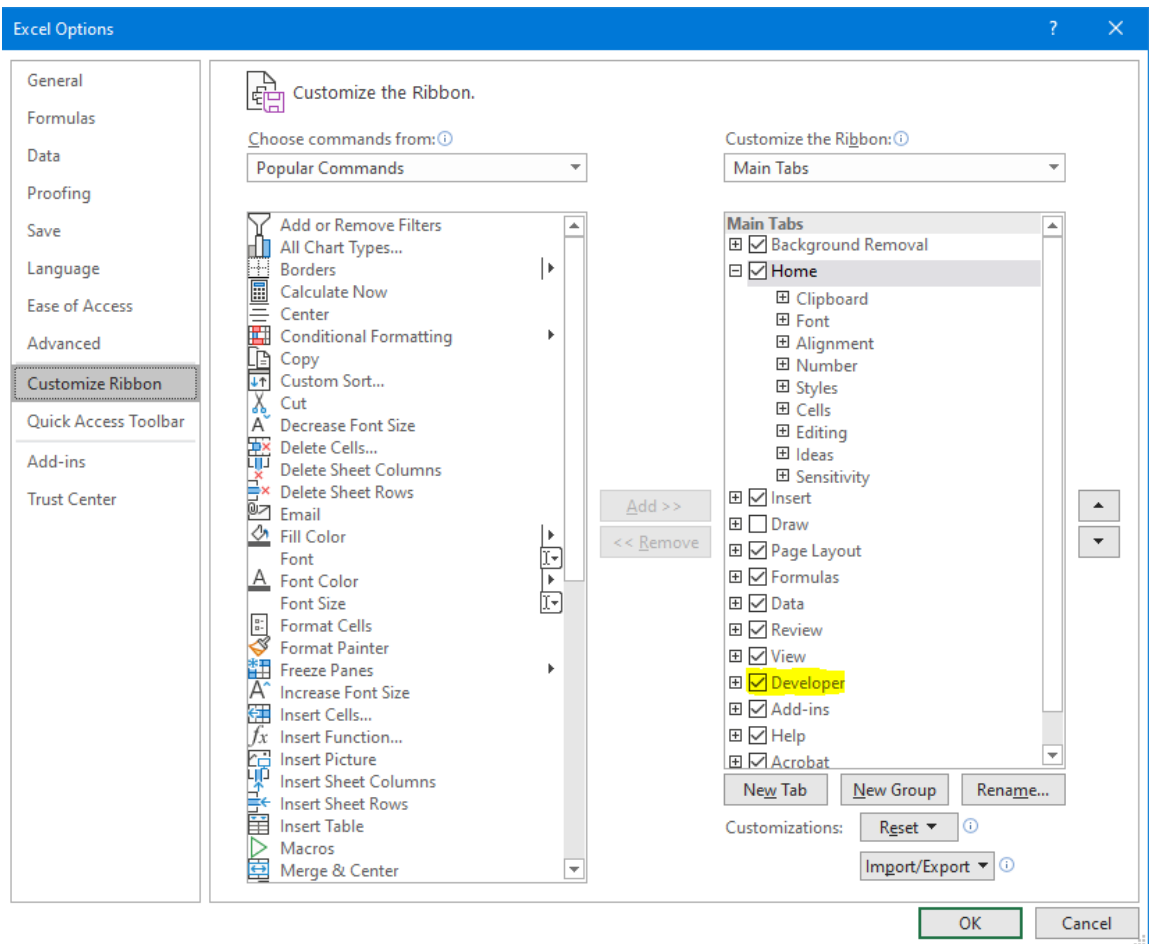 Excel Options
?
General
Formulas
Data
Proofing
Save
Language
Ease of Access
Advanced
Customize Ribbon
Quick Access Toolbar
Add-ins
Trust Center
Customize the Ribbon.
Choose commands from:
Popular Commands
Add or Remove Filters
All Chart Types...
Borders
Calculate Now
Center
Conditional Formatting
Copy
Custom Sort...
Cut
Decrease Font Size
Delete Cells...
Delete Sheet Columns
Delete Sheet Rows
Email
Fill Color
Font
Font Color
Font Size
Format Cells
Format Painter
Freeze Panes
Increase Font Size
Insert Cells...
Insert Function...
Insert Picture
Insert Sheet Columns
Insert Sheet Rows
Insert Table
Macros
Merge & Center
Add >>
<< Remove
Customize the Ribbon:
Main Tabs
Main Tabs
Background Removal
Home
Clipboard
Font
Alignment
Number
Styles
Cells
Editing
Ideas
Sensitivity
Insert
Draw
Page Layout
Formulas
Data
Review
View
Developer
Add-ins
Help
Acrobat
New Tab
New Group
Rename...
Customizations:
Reset
Import/Export
OK
Cancel